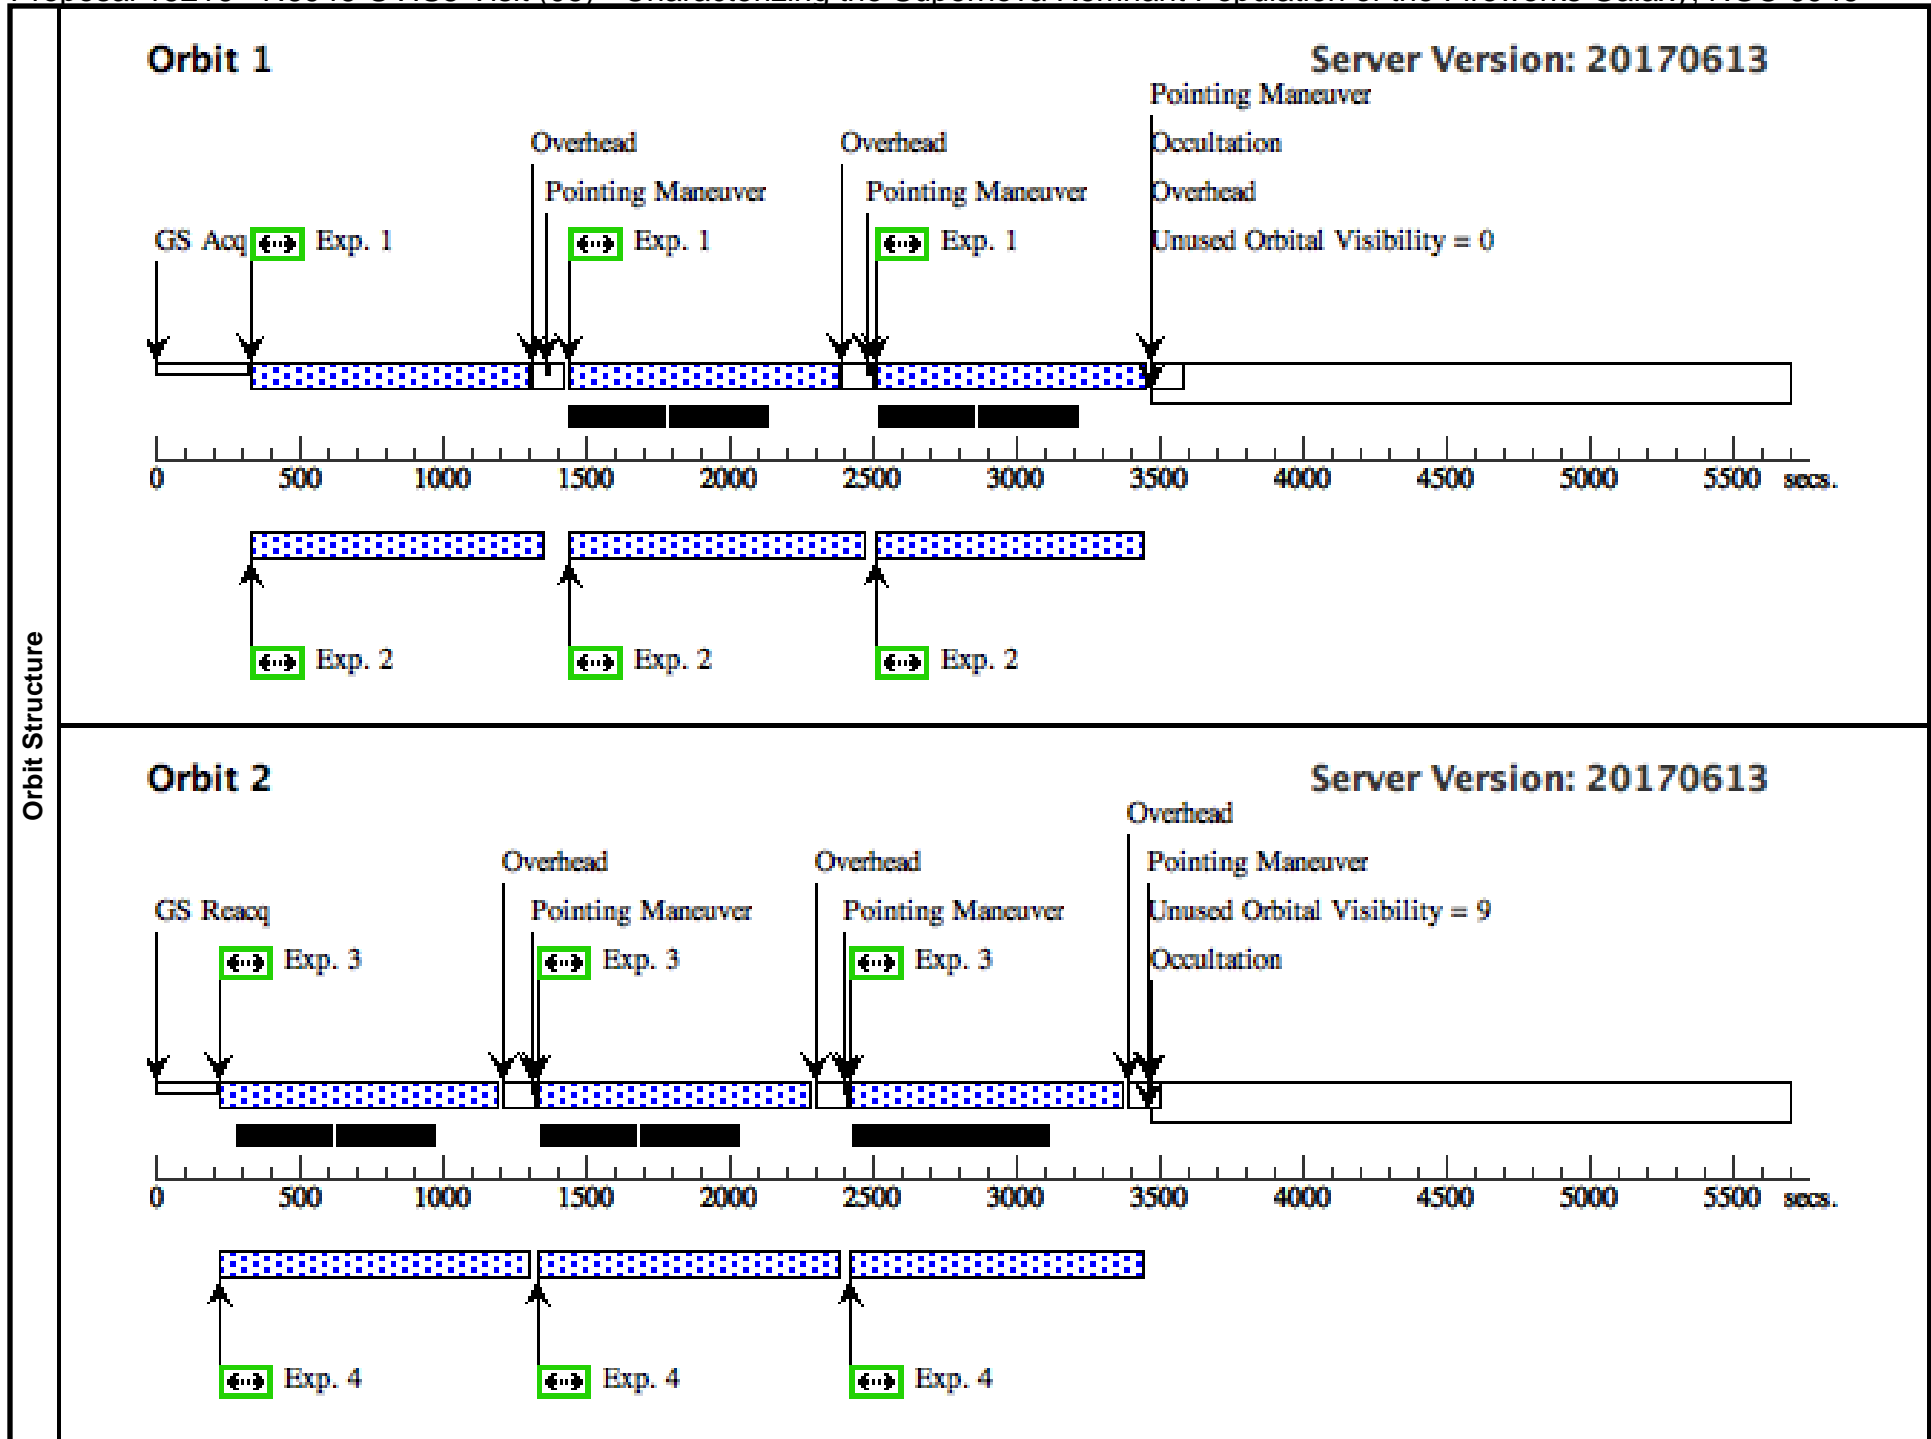 Orbit Structure
Orbit 1
Server Version: 20170613
Pointing Maneuver
Overhead
Overhead
Occultation
Pointing Maneuver
Pointing Maneuver
Overhead
GS Acq
Exp. 1
Exp. 1
Exp. 1
Unused Orbital Visibility = 0
0 500 1000 1500 2000 2500 3000 3500 4000 4500 5000 5500 secs.
Exp. 2
Exp. 2
Exp. 2
Orbit 2
Server Version: 20170613
Overhead
Overhead
Overhead
Pointing Maneuver
GS Reacq
Pointing Maneuver
Pointing Maneuver
Unused Orbital Visibility = 9
Exp. 3
Exp. 3
Exp. 3
Occultation
0 500 1000 1500 2000 2500 3000 3500 4000 4500 5000 5500 secs.
Exp. 4
Exp. 4
Exp. 4